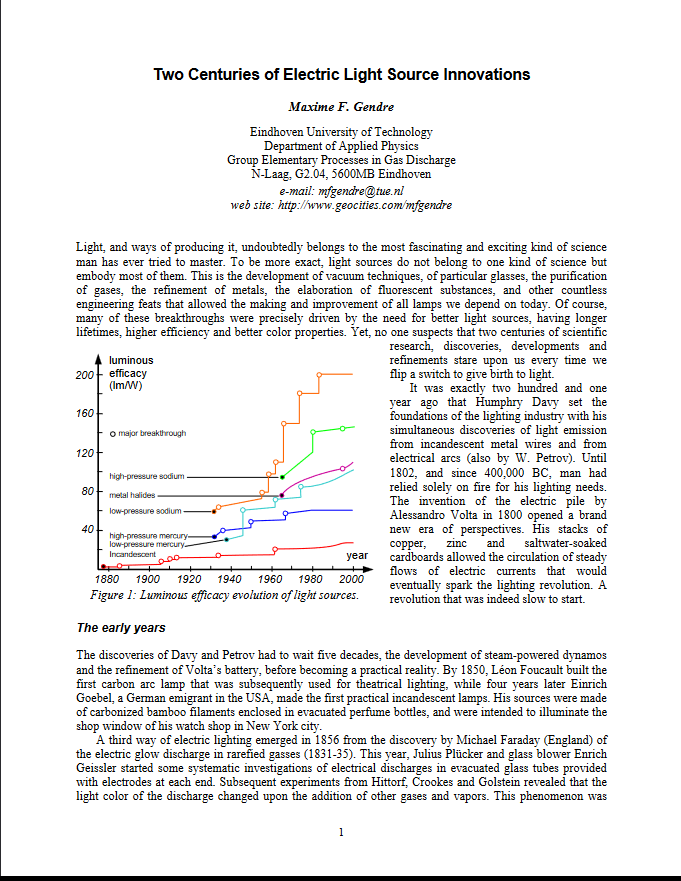 Two Centuries of Electric Light Source Innovations
Maxime F. Gendre
Eindhoven University of Technology
Department of Applied Physics
Group Elementary Processes in Gas Discharge
N-Laag, G2.04, 5600MB Eindhoven
e-mail: mfgendre@tue.nl
web site: http://www.geocities.com/mfgendre
Light, and ways of producing it, undoubtedly belongs to the most fascinating and exciting kind of science
man has ever tried to master. To be more exact, light sources do not belong to one kind of science but
embody most of them. This is the development of vacuum techniques, of particular glasses, the purification
of gases, the refinement of metals, the elaboration of fluorescent substances, and other countless
engineering feats that allowed the making and improvement of all lamps we depend on today. Of course,
many of these breakthroughs were precisely driven by the need for better light sources, having longer
lifetimes, higher efficiency and better color properties. Yet, no one suspects that two centuries of scientific
research, discoveries, developments and
refinements stare upon us every time we
flip a switch to give birth to light.
It was exactly two hundred and one
year ago that Humphry Davy set the
foundations of the lighting industry with his
simultaneous discoveries of light emission
from incandescent metal wires and from
electrical arcs (also by W. Petrov). Until
1802, and since 400,000 BC, man had
relied solely on fire for his lighting needs.
The invention of the electric pile by
Alessandro Volta in 1800 opened a brand
new era of perspectives. His stacks of
copper, zinc and saltwater-soaked
cardboards allowed the circulation of steady
flows of electric currents that would
eventually spark the lighting revolution. A
revolution that was indeed slow to start.
luminous
efficacy
(lm/W)
200
160
120
80
40
major breakthrough
high-pressure sodium
metal halides
low-pressure sodium
high-pressure mercury
low-pressure mercury
Incandescent
year
1880 1900 1920 1940 1960 1980 2000
Figure 1: Luminous efficacy evolution of light sources.
The early years
The discoveries of Davy and Petrov had to wait five decades, the development of steam-powered dynamos
and the refinement of Volta's battery, before becoming a practical reality. By 1850, Léon Foucault built the
first carbon arc lamp that was subsequently used for theatrical lighting, while four years later Einrich
Goebel, a German emigrant in the USA, made the first practical incandescent lamps. His sources were made
of carbonized bamboo filaments enclosed in evacuated perfume bottles, and were intended to illuminate the
shop window of his watch shop in New York city.
A third way of electric lighting emerged in 1856 from the discovery by Michael Faraday (England) of
the electric glow discharge in rarefied gasses (1831-35). This year, Julius Plücker and glass blower Enrich
Geissler started some systematic investigations of electrical discharges in evacuated glass tubes provided
with electrodes at each end. Subsequent experiments from Hittorf, Crookes and Golstein revealed that the
light color of the discharge changed upon the addition of other gases and vapors. This phenomenon was
1